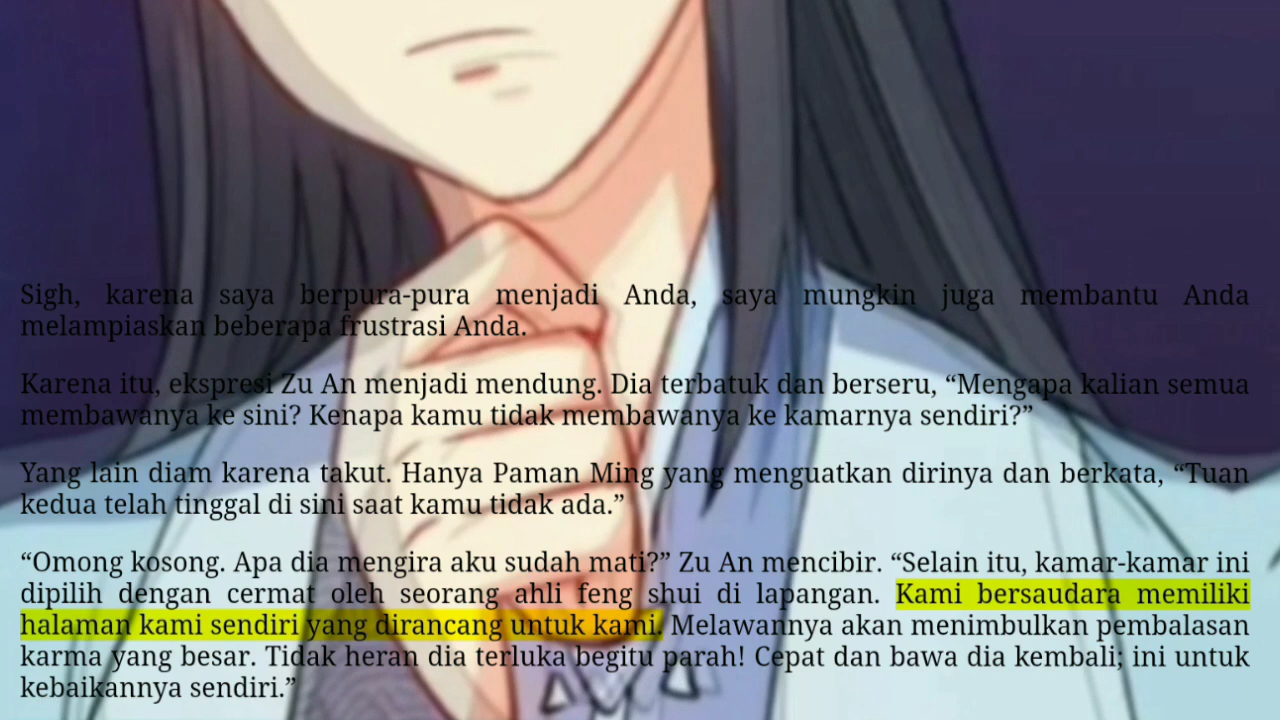 Sigh, karena saya berpura-pura menjadi Anda, saya mungkin juga membantu Anda
melampiaskan beberapa frustrasi Anda.
Karena itu, ekspresi Zu An menjadi mendung. Dia terbatuk dan berseru, “Mengapa kalian semua
membawanya ke sini? Kenapa kamu tidak membawanya ke kamarnya sendiri?”
Yang lain diam karena takut. Hanya Paman Ming yang menguatkan dirinya dan berkata, “Tuan
kedua telah tinggal di sini saat kamu tidak ada.”
“Omong kosong. Apa dia mengira aku sudah mati?” Zu An mencibir. “Selain itu, kamar-kamar ini
dipilih dengan cermat oleh seorang ahli feng shui di lapangan. Kami bersaudara memiliki
halaman kami sendiri yang dirancang untuk kami. Melawannya akan menimbulkan pembalasan
karma yang besar. Tidak heran dia terluka begitu parah! Cepat dan bawa dia kembali; ini untuk
kebaikannya sendiri.”